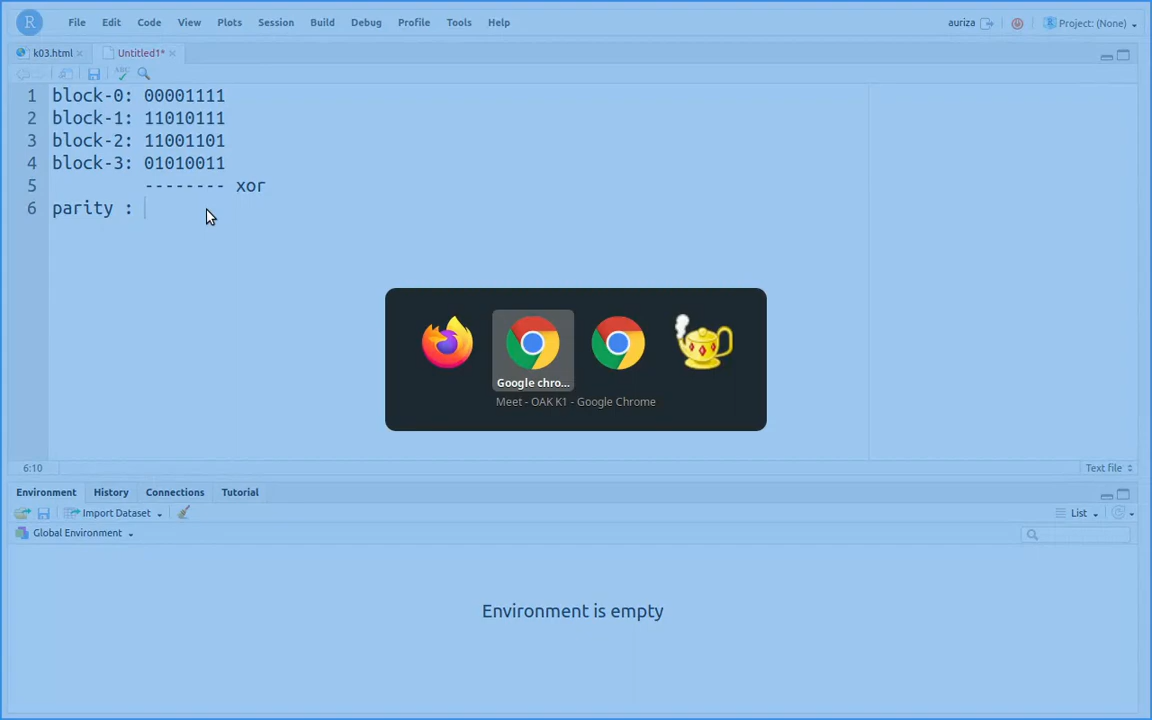 File Edit Code View Plots Session Build Debug Profile Tools Help
auriza Project: (None)
k03.html Untitled1*
ABC
1 block-0: 00001111
2 block-1: 11010111
3 block-2: 11001101
4 block-3: 01010011
5 -------- xor
6 parity :
Google chro...
Meet - OAK K1 - Google Chrome
6:10 Text file
Environment History Connections Tutorial
Import Dataset List
Global Environment
Environment is empty